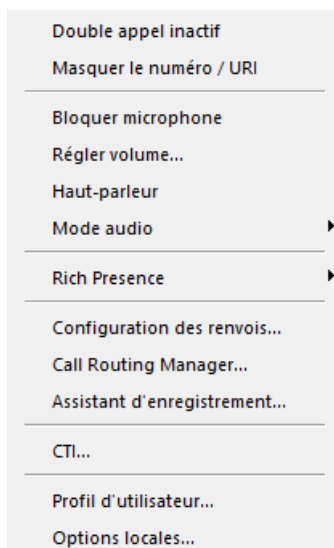 Double appel inactif
Masquer le numéro / URI
Bloquer microphone
Régler volume...
Haut-parleur
Mode audio
Rich Presence
Configuration des renvois...
Call Routing Manager...
Assistant d'enregistrement...
CTI...
Profil d'utilisateur...
Options locales...